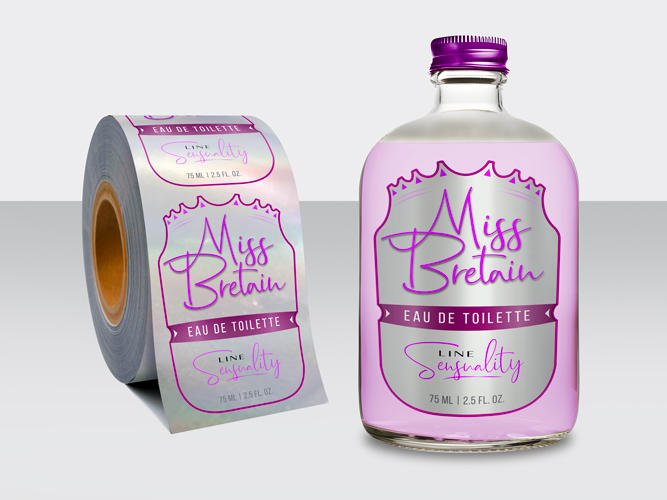 EAU DE TOILETTE
LINE
Sensuality
75 ML | 2.5 FL. OZ.
Miss
Bretain
EAU DE TOILETTE
LINE
Sensuality
75 ML | 2.5 FL. OZ.
Miss
Bretain
EAU DE TOILETTE
LINE
Sensuality
75 ML | 2.5 FL. OZ.